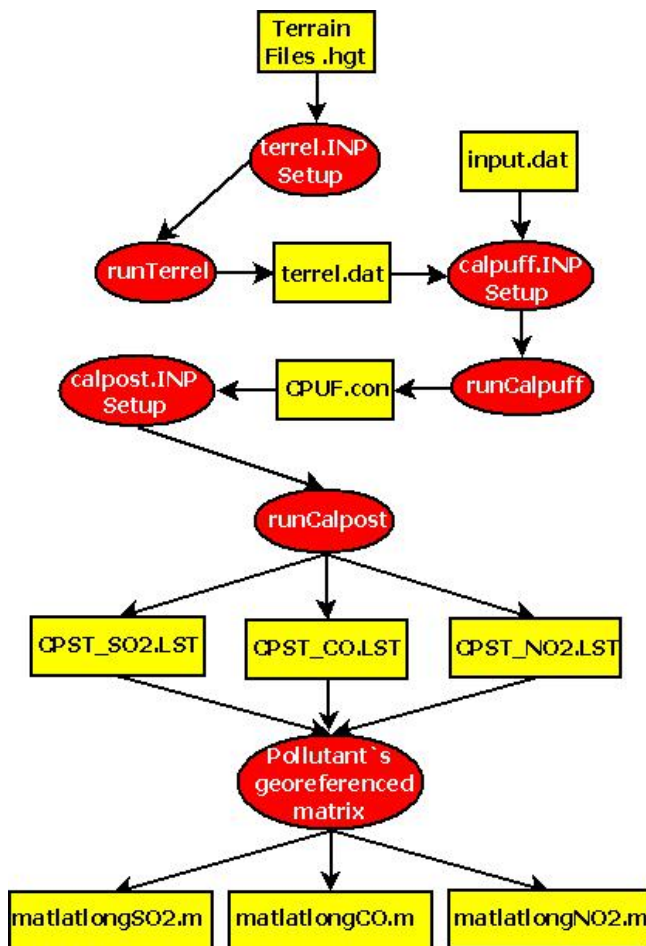 Terrain
Files .hgt
terrel.INP
Setup
input.dat
runTerrel
terrel.dat
calpuff.INP
Setup
calpost.INP
Setup
CPUF.con
runCalpuff
runCalpost
CPST_SO2.LST
CPST_CO.LST
CPST_NO2.LST
Pollutant`s
georeferenced
matrix
matlatlongSO2.m
matlatlongCO.m
matlatlongNO2.m